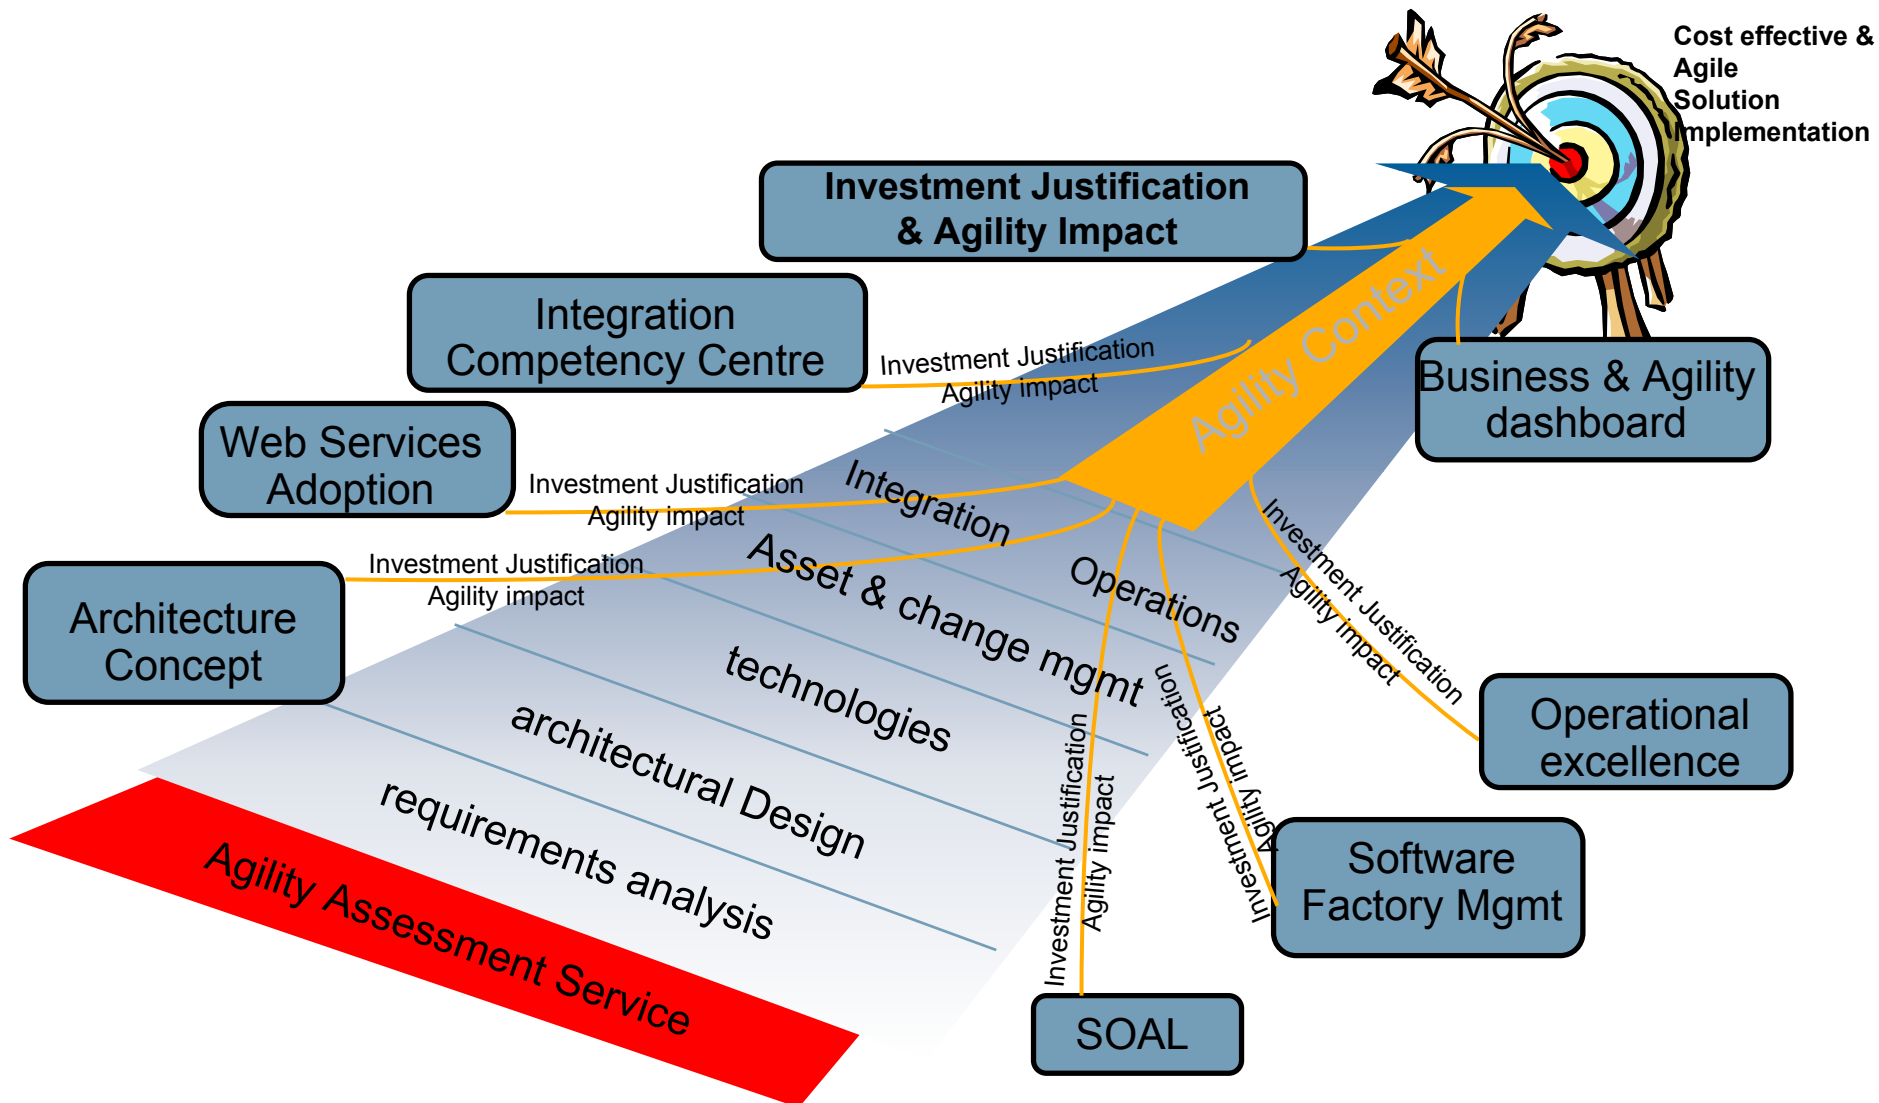 Cost effective &
Agile
Solution
Implementation
Investment Justification
& Agility Impact
Integration
Competency Centre
Investment Justification
Agility impact
Agility Context
Business & Agility
dashboard
Web Services
Adoption
Investment Justification
Agility impact
Integration
Operations
Investment Justification
Agility impact
Architecture
Concept
Investment Justification
Agility impact
Asset & change mgmt
technologies
architectural Design
requirements analysis
Agility Assessment Service
Operational
excellence
Investment Justification
Agility impact
Software
Factory Mgmt
Investment Justification
Agility impact
SOAL